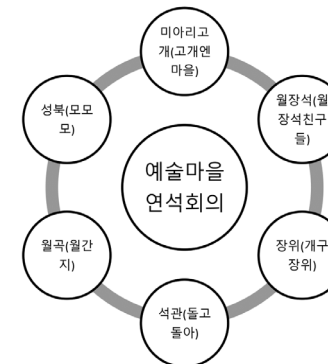 미아리고
개(고개엔
마을)
월장석(월
장석친구
들)
장위(개구
장위)
석관(돌고
돌아)
월곡(월간
지)
성북(모모
모)
예술마을
연석회의